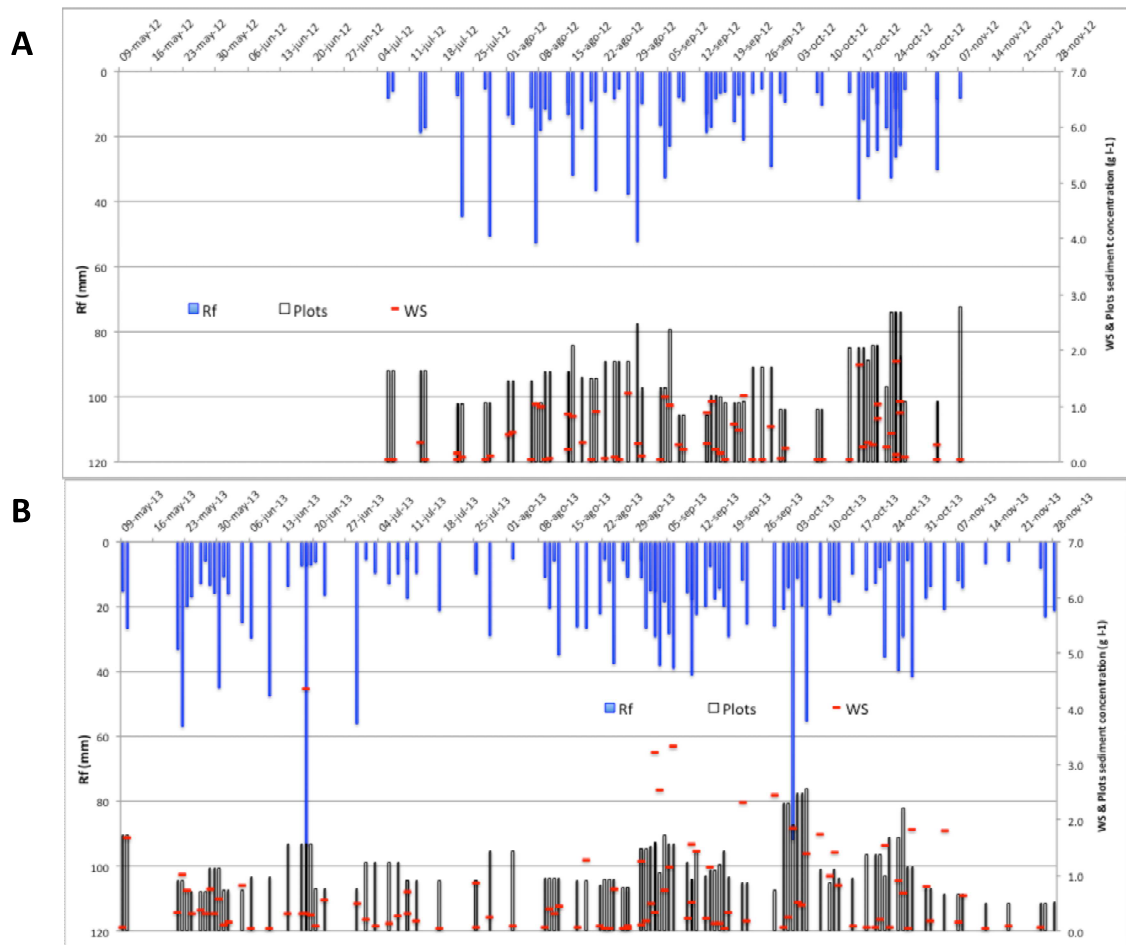 A
09-may-12 16-may-12 23-may-12 30-may-12 06-jun-12 13-jun-12 20-jun-12 27-jun-12 04-jul-12 11-jul-12 18-jul-12 25-jul-12 01-ago-12 08-ago-12 15-ago-12 22-ago-12 29-ago-12 05-sep-12 12-sep-12 19-sep-12 26-sep-12 03-oct-12 10-oct-12 17-oct-12 24-oct-12 31-oct-12 07-nov-12 14-nov-12 21-nov-12 28-nov-12
0 20 40 60 80 100 120
Rf (mm)
Rf Plots WS
7.0 6.0 5.0 4.0 3.0 2.0 1.0 0.0
WS & Plots sediment concentration (g l-1)
B
09-may-13 16-may-13 23-may-13 30-may-13 06-jun-13 13-jun-13 20-jun-13 27-jun-13 04-jul-13 11-jul-13 18-jul-13 25-jul-13 01-ago-13 08-ago-13 15-ago-13 22-ago-13 29-ago-13 05-sep-13 12-sep-13 19-sep-13 26-sep-13 03-oct-13 10-oct-13 17-oct-13 24-oct-13 31-oct-13 07-nov-13 14-nov-13 21-nov-13 28-nov-13
0 20 40 60 80 100 120
Rf (mm)
Rf Plots WS
7.0 6.0 5.0 4.0 3.0 2.0 1.0 0.0
WS & Plots sediment concentration (g l-1)